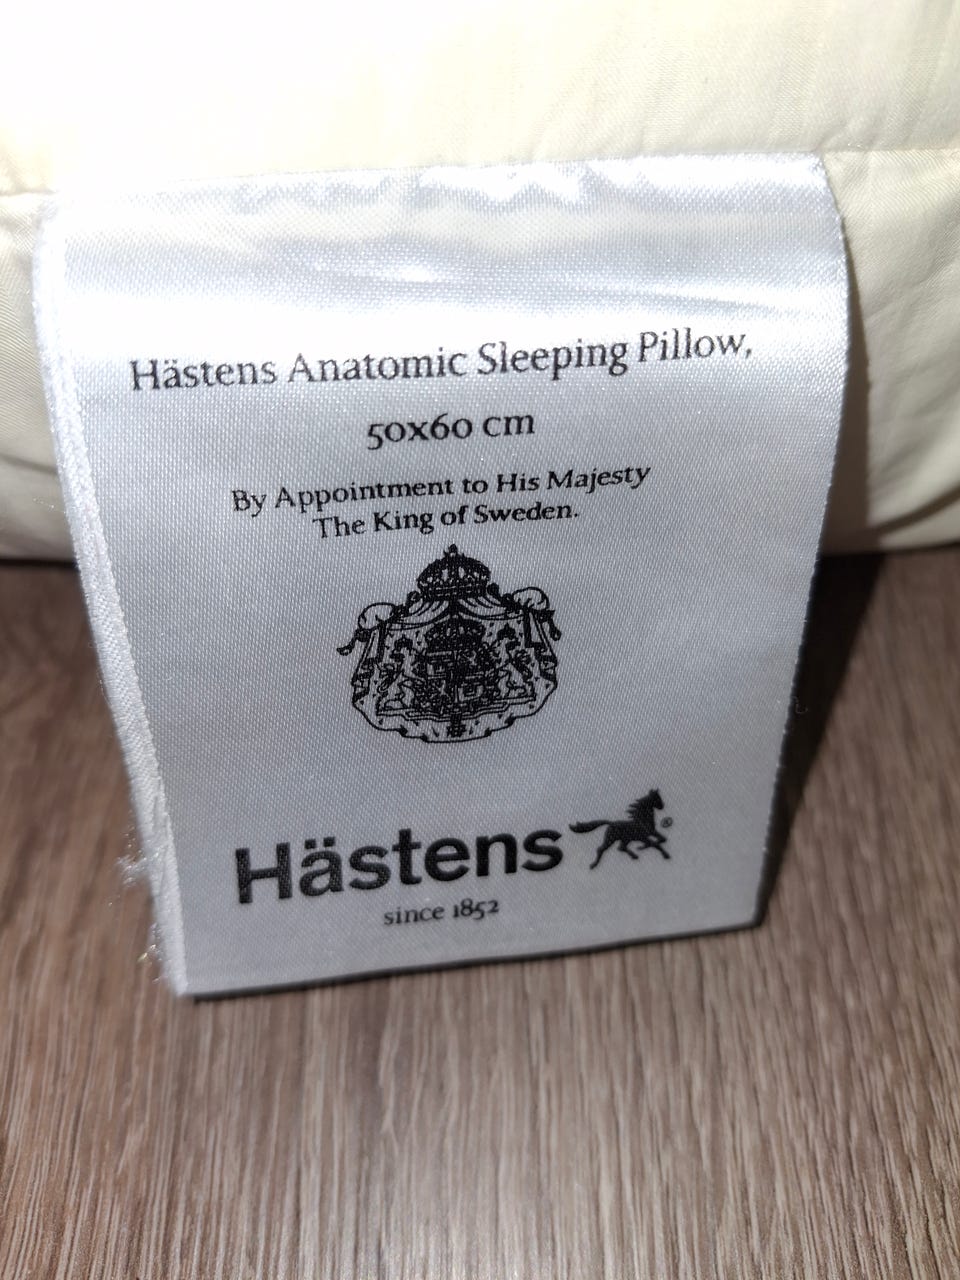 Hästens Anatomic Sleeping Pillow,
50x60 cm
By Appointment to His Majesty
The King of Sweden.
Hästens®
since 1852